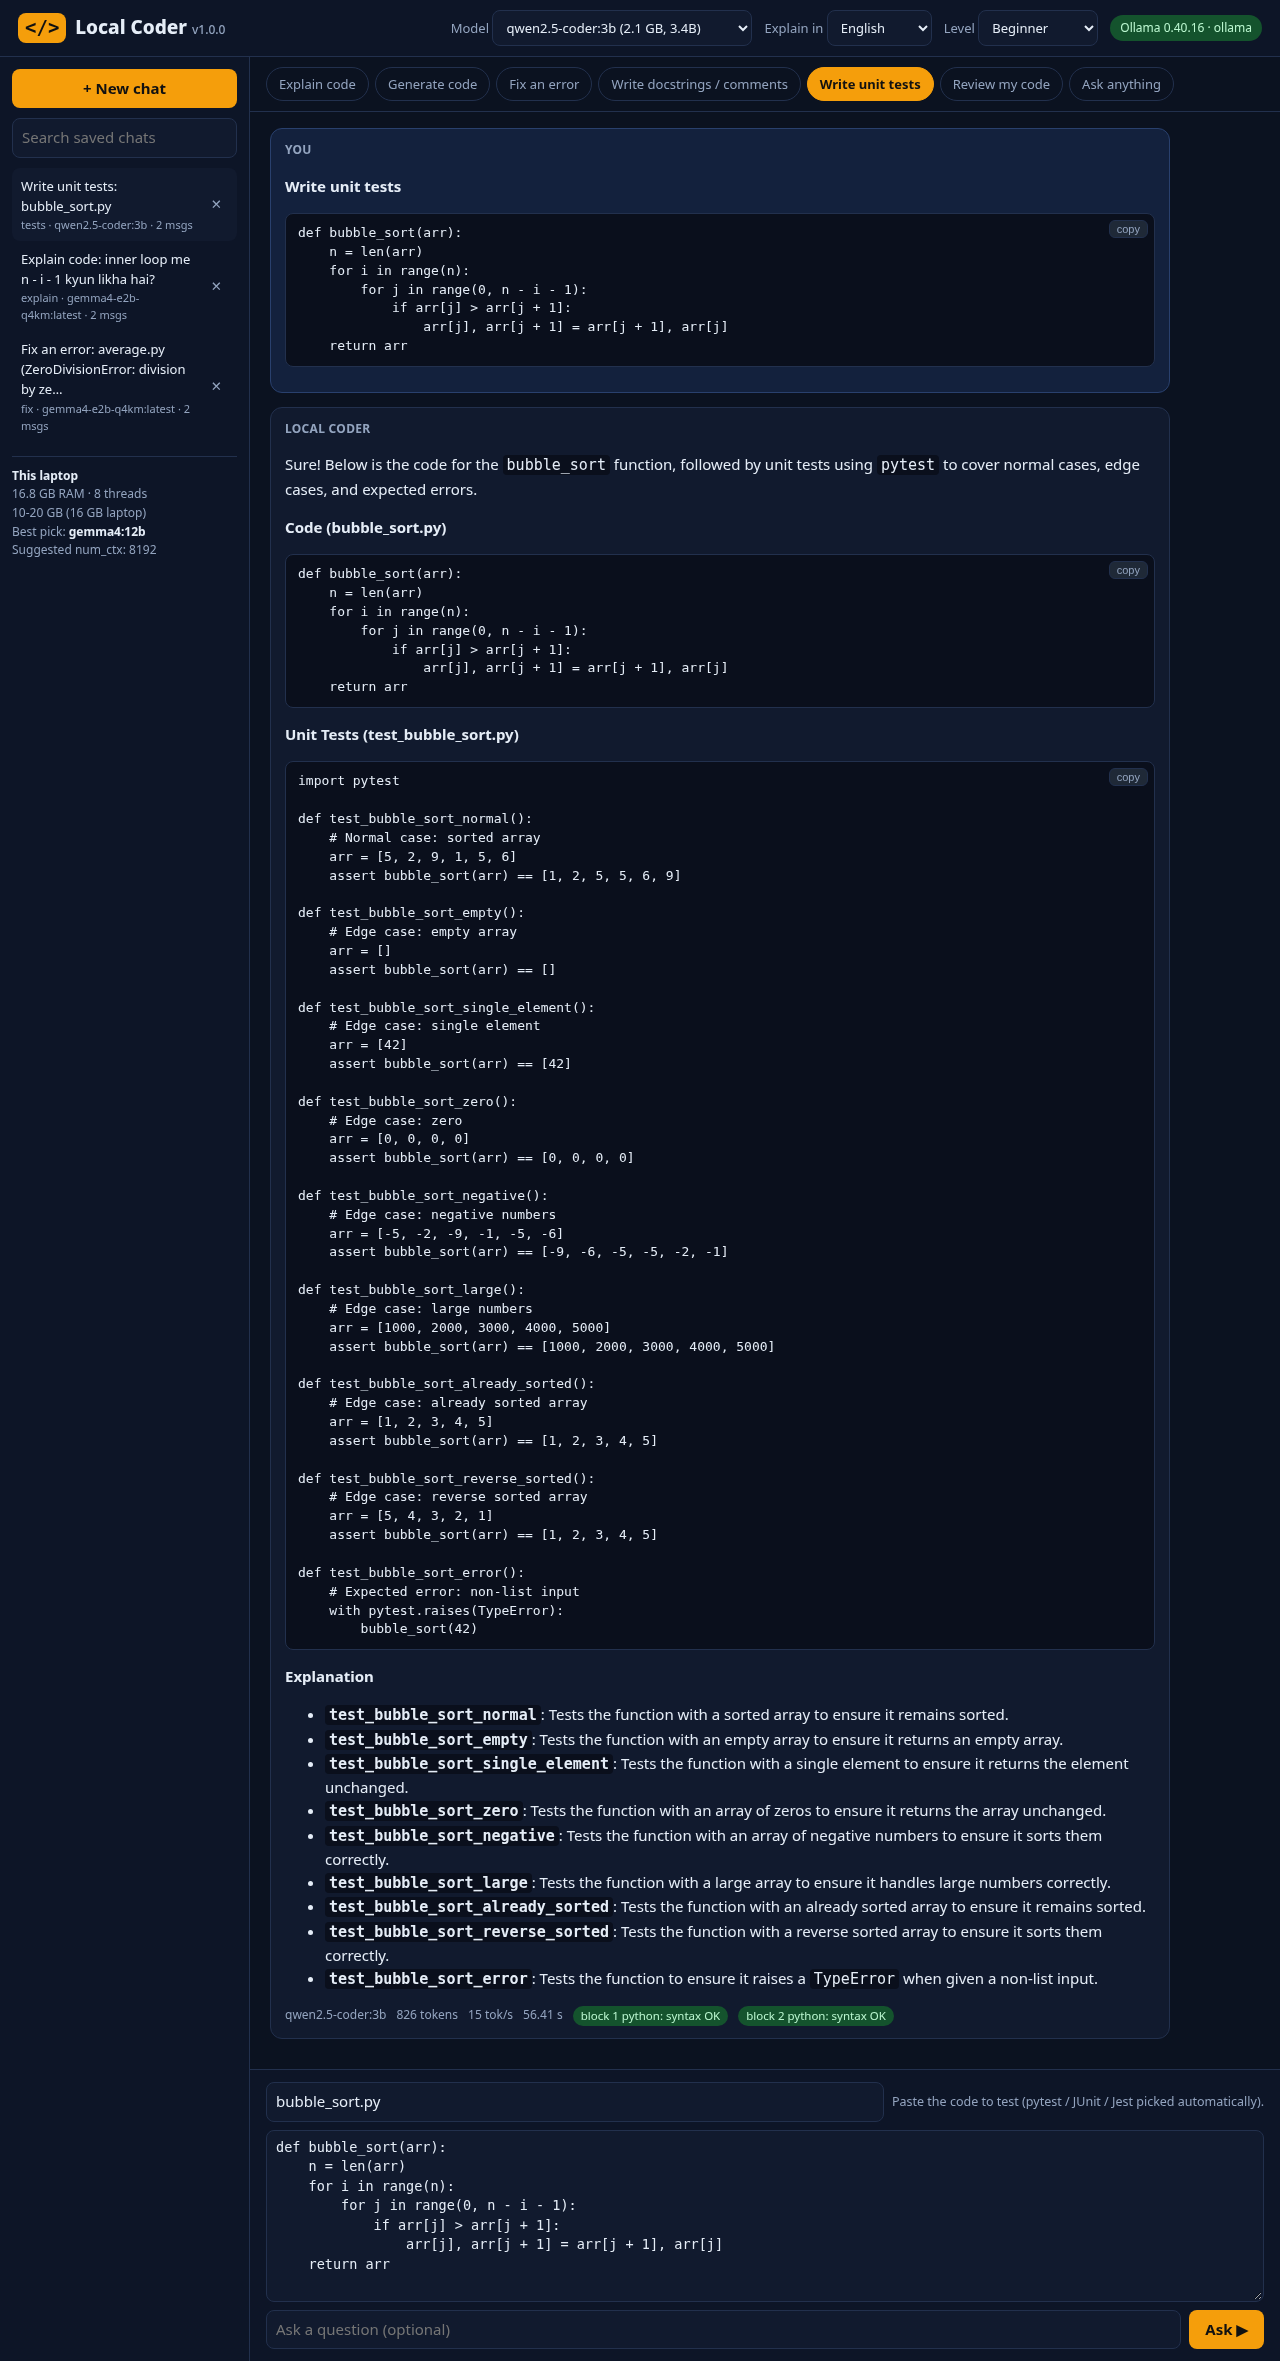 </> Local Coder v1.0.0
Model qwen2.5-coder:3b (2.1 GB, 3.4B) Explain in English Level Beginner Ollama 0.40.16 · ollama
+ New chat
Search saved chats
Write unit tests:
bubble_sort.py
tests · qwen2.5-coder:3b · 2 msgs
×
Explain code: inner loop me
n - i - 1 kyun likha hai?
explain · gemma4-e2b-
q4km:latest · 2 msgs
×
Fix an error: average.py
(ZeroDivisionError: division
by ze...
fix · gemma4-e2b-q4km:latest · 2
msgs
×
This laptop
16.8 GB RAM · 8 threads
10-20 GB (16 GB laptop)
Best pick: gemma4:12b
Suggested num_ctx: 8192
Explain code Generate code Fix an error Write docstrings / comments Write unit tests Review my code Ask anything
YOU
Write unit tests
copy
def bubble_sort(arr):
    n = len(arr)
    for i in range(n):
        for j in range(0, n - i - 1):
            if arr[j] > arr[j + 1]:
                arr[j], arr[j + 1] = arr[j + 1], arr[j]
    return arr
LOCAL CODER
Sure! Below is the code for the bubble_sort function, followed by unit tests using pytest to cover normal cases, edge
cases, and expected errors.
Code (bubble_sort.py)
copy
def bubble_sort(arr):
    n = len(arr)
    for i in range(n):
        for j in range(0, n - i - 1):
            if arr[j] > arr[j + 1]:
                arr[j], arr[j + 1] = arr[j + 1], arr[j]
    return arr
Unit Tests (test_bubble_sort.py)
copy
import pytest
def test_bubble_sort_normal():
    # Normal case: sorted array
    arr = [5, 2, 9, 1, 5, 6]
    assert bubble_sort(arr) == [1, 2, 5, 5, 6, 9]
def test_bubble_sort_empty():
    # Edge case: empty array
    arr = []
    assert bubble_sort(arr) == []
def test_bubble_sort_single_element():
    # Edge case: single element
    arr = [42]
    assert bubble_sort(arr) == [42]
def test_bubble_sort_zero():
    # Edge case: zero
    arr = [0, 0, 0, 0]
    assert bubble_sort(arr) == [0, 0, 0, 0]
def test_bubble_sort_negative():
    # Edge case: negative numbers
    arr = [-5, -2, -9, -1, -5, -6]
    assert bubble_sort(arr) == [-9, -6, -5, -5, -2, -1]
def test_bubble_sort_large():
    # Edge case: large numbers
    arr = [1000, 2000, 3000, 4000, 5000]
    assert bubble_sort(arr) == [1000, 2000, 3000, 4000, 5000]
def test_bubble_sort_already_sorted():
    # Edge case: already sorted array
    arr = [1, 2, 3, 4, 5]
    assert bubble_sort(arr) == [1, 2, 3, 4, 5]
def test_bubble_sort_reverse_sorted():
    # Edge case: reverse sorted array
    arr = [5, 4, 3, 2, 1]
    assert bubble_sort(arr) == [1, 2, 3, 4, 5]
def test_bubble_sort_error():
    # Expected error: non-list input
    with pytest.raises(TypeError):
        bubble_sort(42)
Explanation
• test_bubble_sort_normal: Tests the function with a sorted array to ensure it remains sorted.
• test_bubble_sort_empty: Tests the function with an empty array to ensure it returns an empty array.
• test_bubble_sort_single_element: Tests the function with a single element to ensure it returns the element
unchanged.
• test_bubble_sort_zero: Tests the function with an array of zeros to ensure it returns the array unchanged.
• test_bubble_sort_negative: Tests the function with an array of negative numbers to ensure it sorts them
correctly.
• test_bubble_sort_large: Tests the function with a large array to ensure it handles large numbers correctly.
• test_bubble_sort_already_sorted: Tests the function with an already sorted array to ensure it remains sorted.
• test_bubble_sort_reverse_sorted: Tests the function with a reverse sorted array to ensure it sorts them
correctly.
• test_bubble_sort_error: Tests the function to ensure it raises a TypeError when given a non-list input.
qwen2.5-coder:3b 826 tokens 15 tok/s 56.41 s block 1 python: syntax OK block 2 python: syntax OK
bubble_sort.py Paste the code to test (pytest / JUnit / Jest picked automatically).
def bubble_sort(arr):
    n = len(arr)
    for i in range(n):
        for j in range(0, n - i - 1):
            if arr[j] > arr[j + 1]:
                arr[j], arr[j + 1] = arr[j + 1], arr[j]
    return arr
Ask a question (optional) Ask ▶